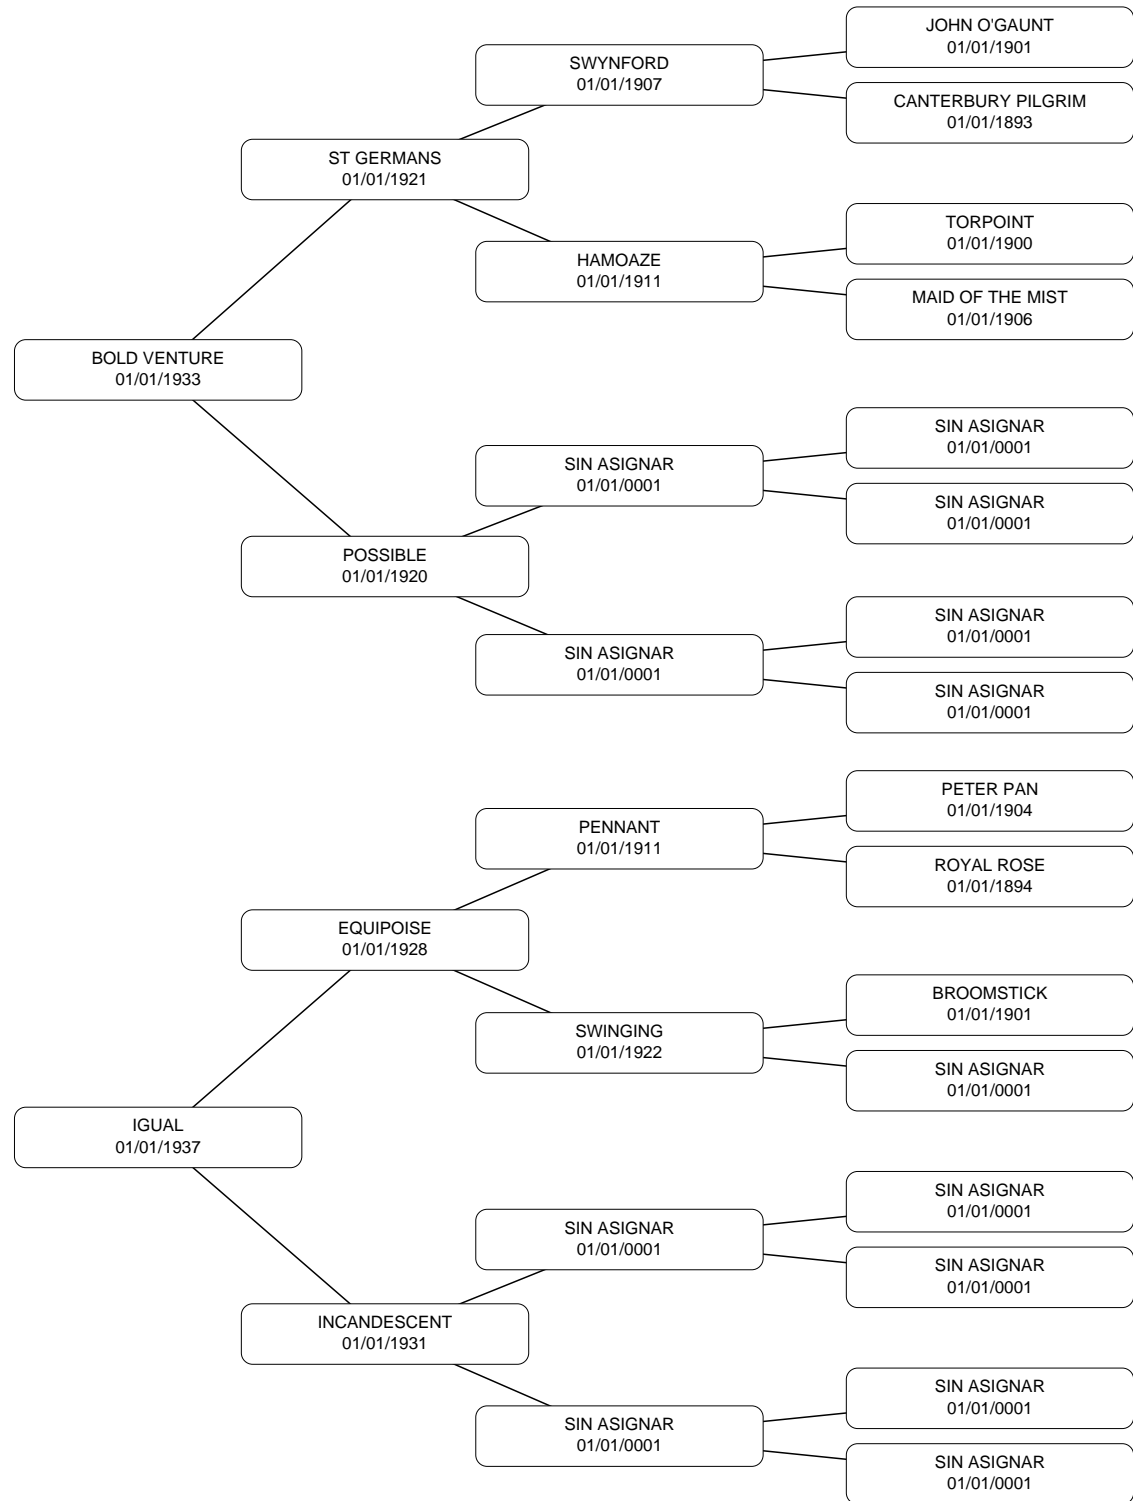 JOHN O'GAUNT
01/01/1901
SWYNFORD
01/01/1907
CANTERBURY PILGRIM
01/01/1893
ST GERMANS
01/01/1921
TORPOINT
01/01/1900
HAMOAZE
01/01/1911
MAID OF THE MIST
01/01/1906
BOLD VENTURE
01/01/1933
SIN ASIGNAR
01/01/0001
SIN ASIGNAR
01/01/0001
SIN ASIGNAR
01/01/0001
POSSIBLE
01/01/1920
SIN ASIGNAR
01/01/0001
SIN ASIGNAR
01/01/0001
SIN ASIGNAR
01/01/0001
PETER PAN
01/01/1904
PENNANT
01/01/1911
ROYAL ROSE
01/01/1894
EQUIPOISE
01/01/1928
BROOMSTICK
01/01/1901
SWINGING
01/01/1922
SIN ASIGNAR
01/01/0001
IGUAL
01/01/1937
SIN ASIGNAR
01/01/0001
SIN ASIGNAR
01/01/0001
SIN ASIGNAR
01/01/0001
INCANDESCENT
01/01/1931
SIN ASIGNAR
01/01/0001
SIN ASIGNAR
01/01/0001
SIN ASIGNAR
01/01/0001